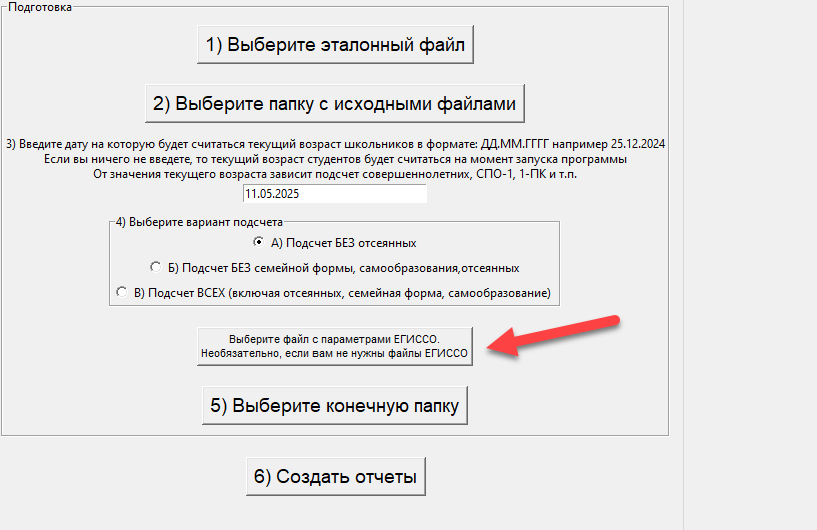 Подготовка
1) Выберите эталонный файл
2) Выберите папку с исходными файлами
3) Введите дату на которую будет считаться текущий возраст школьников в формате: ДД.ММ.ГГГГ например 25.12.2024
Если вы ничего не введете, то текущий возраст студентов будет считаться на момент запуска программы
От значения текущего возраста зависит подсчет совершеннолетних, СПО-1, 1-ПК и т.п.
11.05.2025
4) Выберите вариант подсчета
А) Подсчет БЕЗ отсеянных
Б) Подсчет БЕЗ семейной формы, самообразования,отсеянных
В) Подсчет ВСЕХ (включая отсеянных, семейная форма, самообразование)
Выберите файл с параметрами ЕГИССО.
Необязательно, если вам не нужны файлы ЕГИССО
5) Выберите конечную папку
6) Создать отчеты